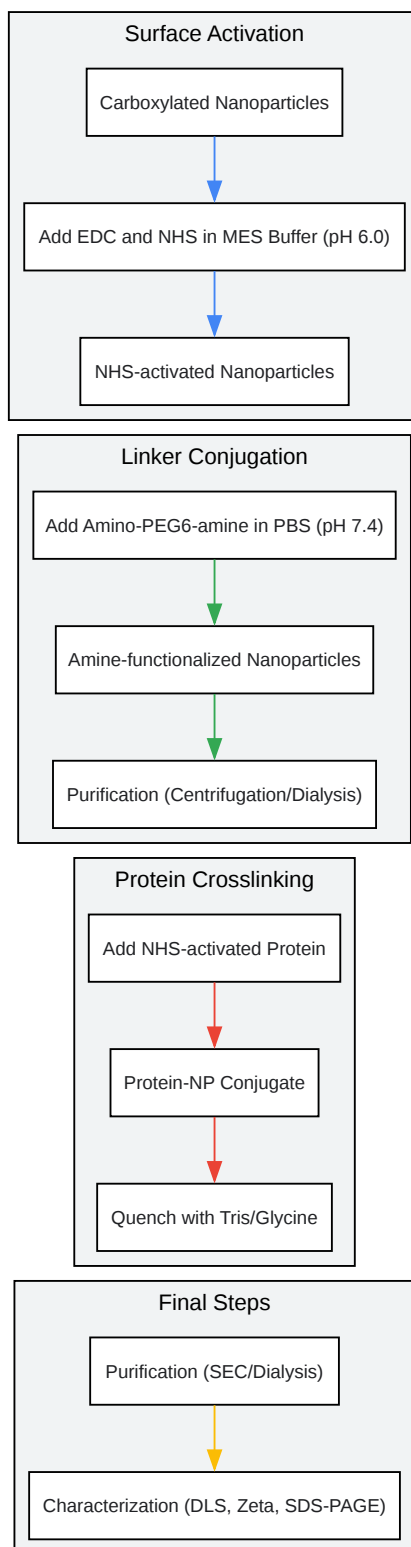 Surface Activation
Carboxylated Nanoparticles
Add EDC and NHS in MES Buffer (pH 6.0)
NHS-activated Nanoparticles
Linker Conjugation
Add Amino-PEG6-amine in PBS (pH 7.4)
Amine-functionalized Nanoparticles
Purification (Centrifugation/Dialysis)
Protein Crosslinking
Add NHS-activated Protein
Protein-NP Conjugate
Quench with Tris/Glycine
Final Steps
Purification (SEC/Dialysis)
Characterization (DLS, Zeta, SDS-PAGE)